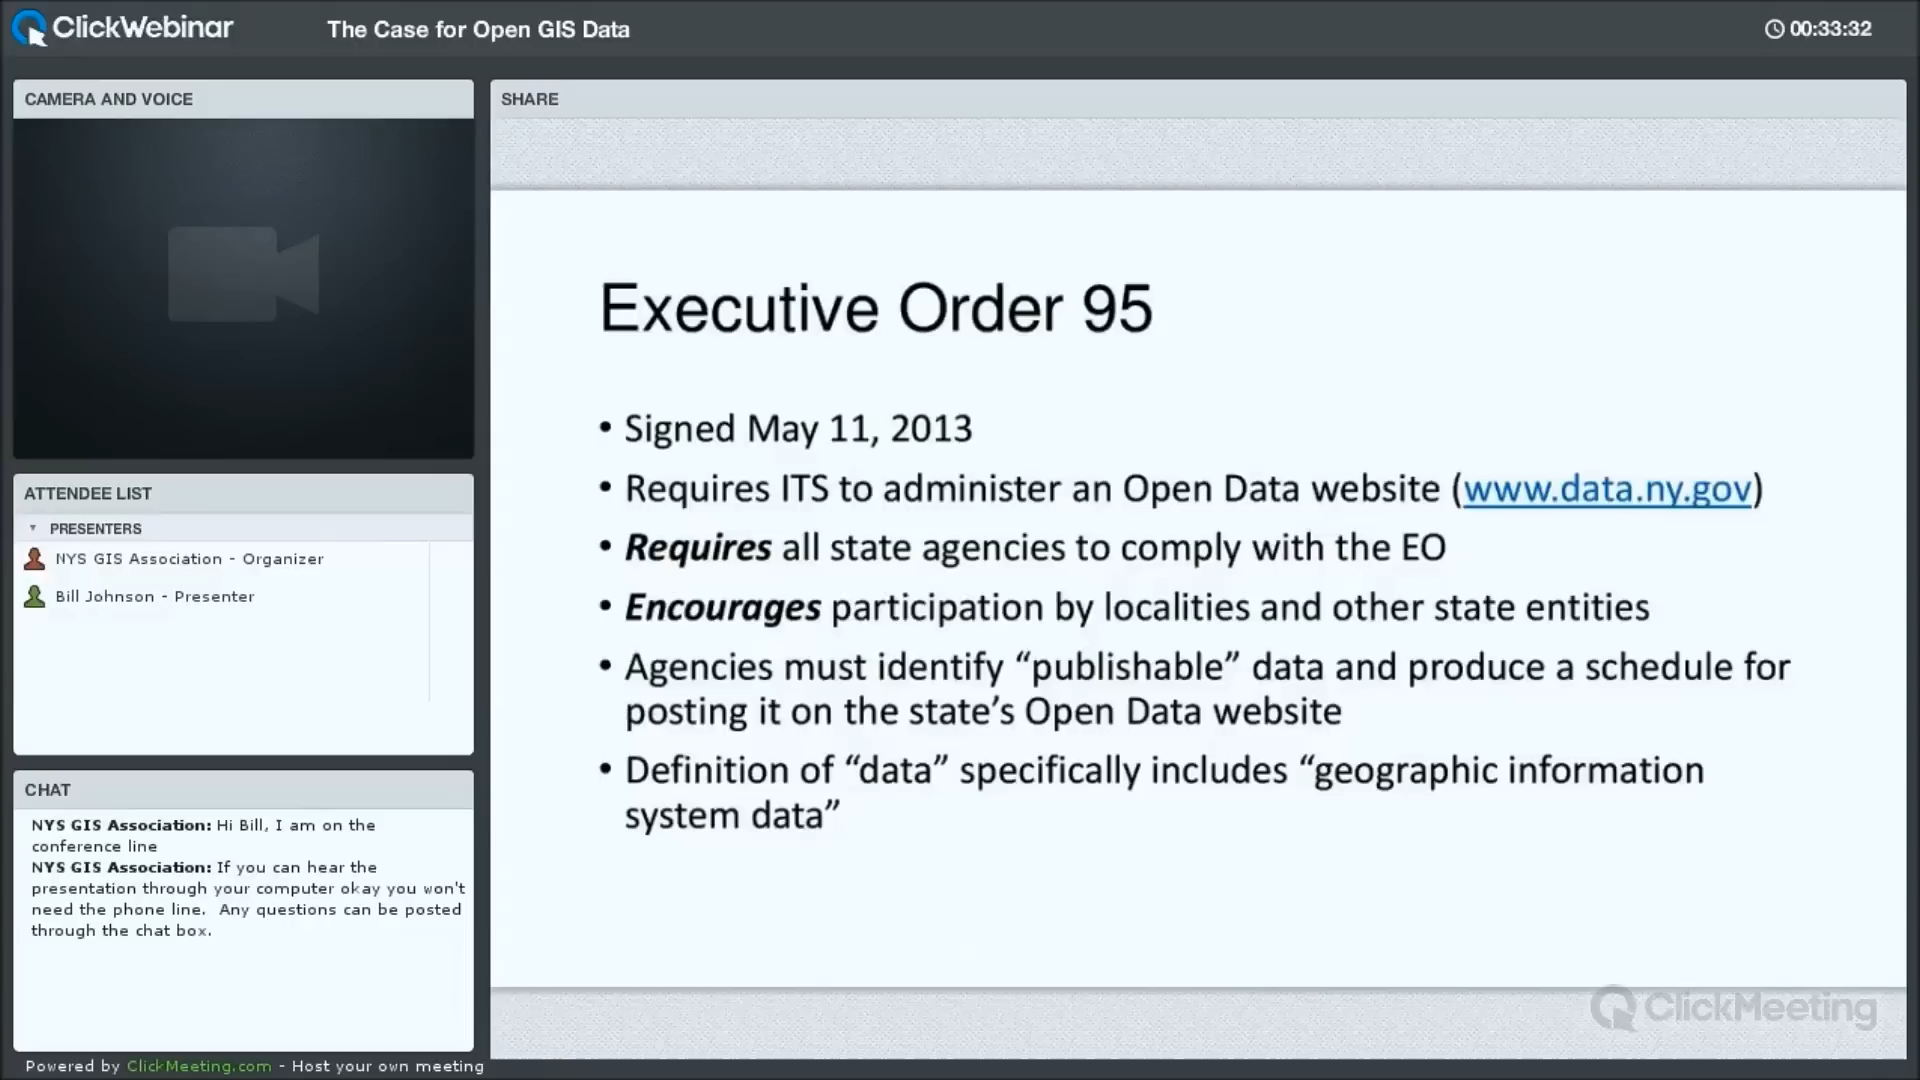 ClickWebinar
The Case for Open GIS Data
00:33:32
CAMERA AND VOICE
ATTENDEE LIST
PRESENTERS
NYS GIS Association - Organizer
Bill Johnson - Presenter
CHAT
NYS GIS Association: Hi Bill, I am on the
conference line
NYS GIS Association: If you can hear the
presentation through your computer okay you won't
need the phone line.  Any questions can be posted
through the chat box.
Powered by ClickMeeting.com - Host your own meeting
SHARE
Executive Order 95
• Signed May 11, 2013
• Requires ITS to administer an Open Data website (www.data.ny.gov)
• Requires all state agencies to comply with the EO
• Encourages participation by localities and other state entities
• Agencies must identify “publishable” data and produce a schedule for
posting it on the state’s Open Data website
• Definition of “data” specifically includes “geographic information
system data”
ClickMeeting